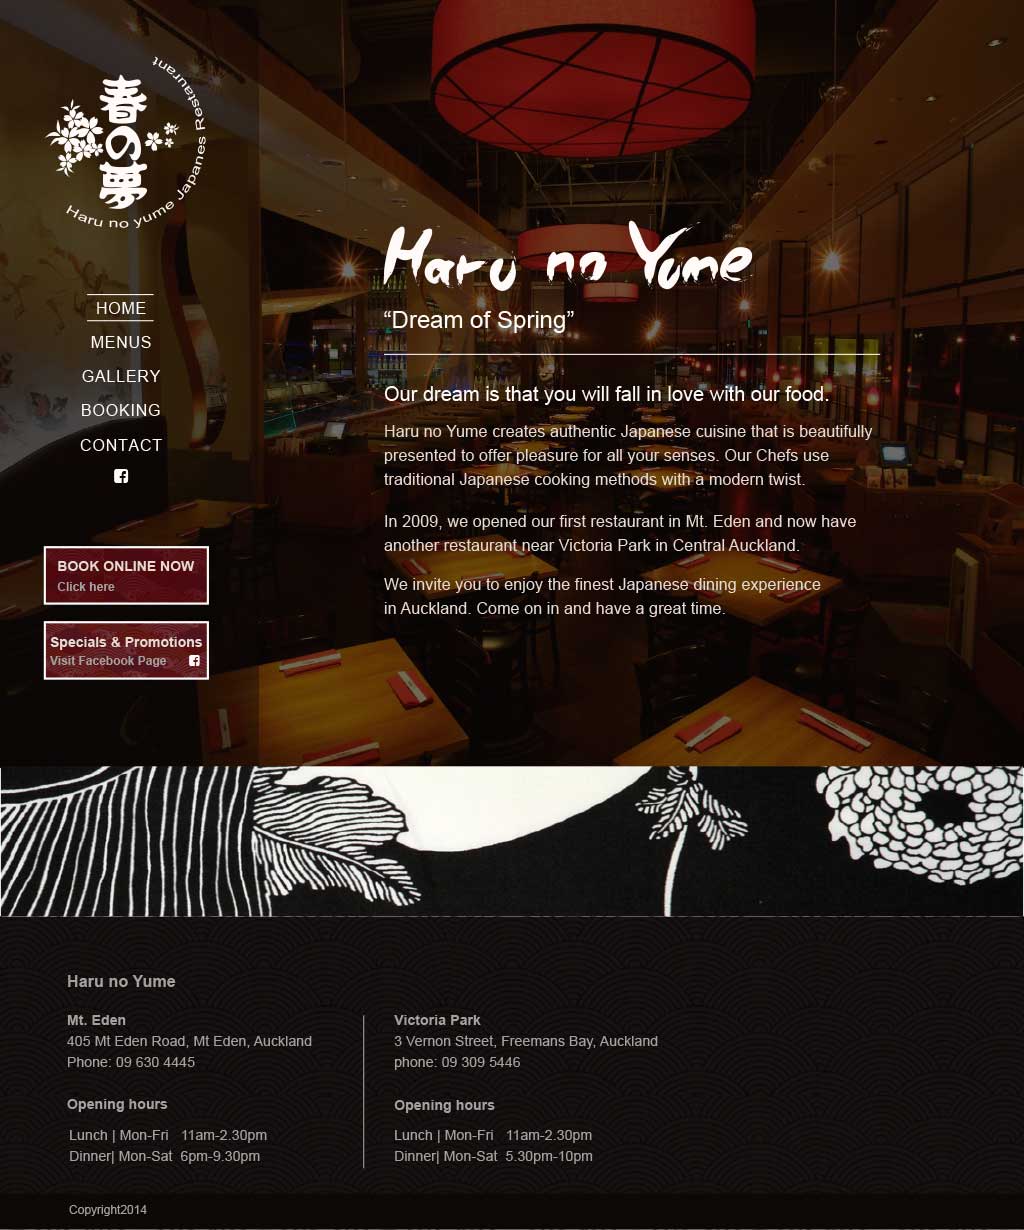 春の夢
Haru no yume Japanes Restaurant
HOME
MENUS
GALLERY
BOOKING
CONTACT
BOOK ONLINE NOW
Click here
Specials & Promotions
Visit Facebook Page
Haru no Yume
“Dream of Spring”
Our dream is that you will fall in love with our food.
Haru no Yume creates authentic Japanese cuisine that is beautifully
presented to offer pleasure for all your senses. Our Chefs use
traditional Japanese cooking methods with a modern twist.
In 2009, we opened our first restaurant in Mt. Eden and now have
another restaurant near Victoria Park in Central Auckland.
We invite you to enjoy the finest Japanese dining experience
in Auckland. Come on in and have a great time.
Haru no Yume
Mt. Eden
405 Mt Eden Road, Mt Eden, Auckland
Phone: 09 630 4445
Opening hours
Lunch | Mon-Fri 11am-2.30pm
Dinner| Mon-Sat 6pm-9.30pm
Victoria Park
3 Vernon Street, Freemans Bay, Auckland
phone: 09 309 5446
Opening hours
Lunch | Mon-Fri 11am-2.30pm
Dinner| Mon-Sat 5.30pm-10pm
Copyright2014